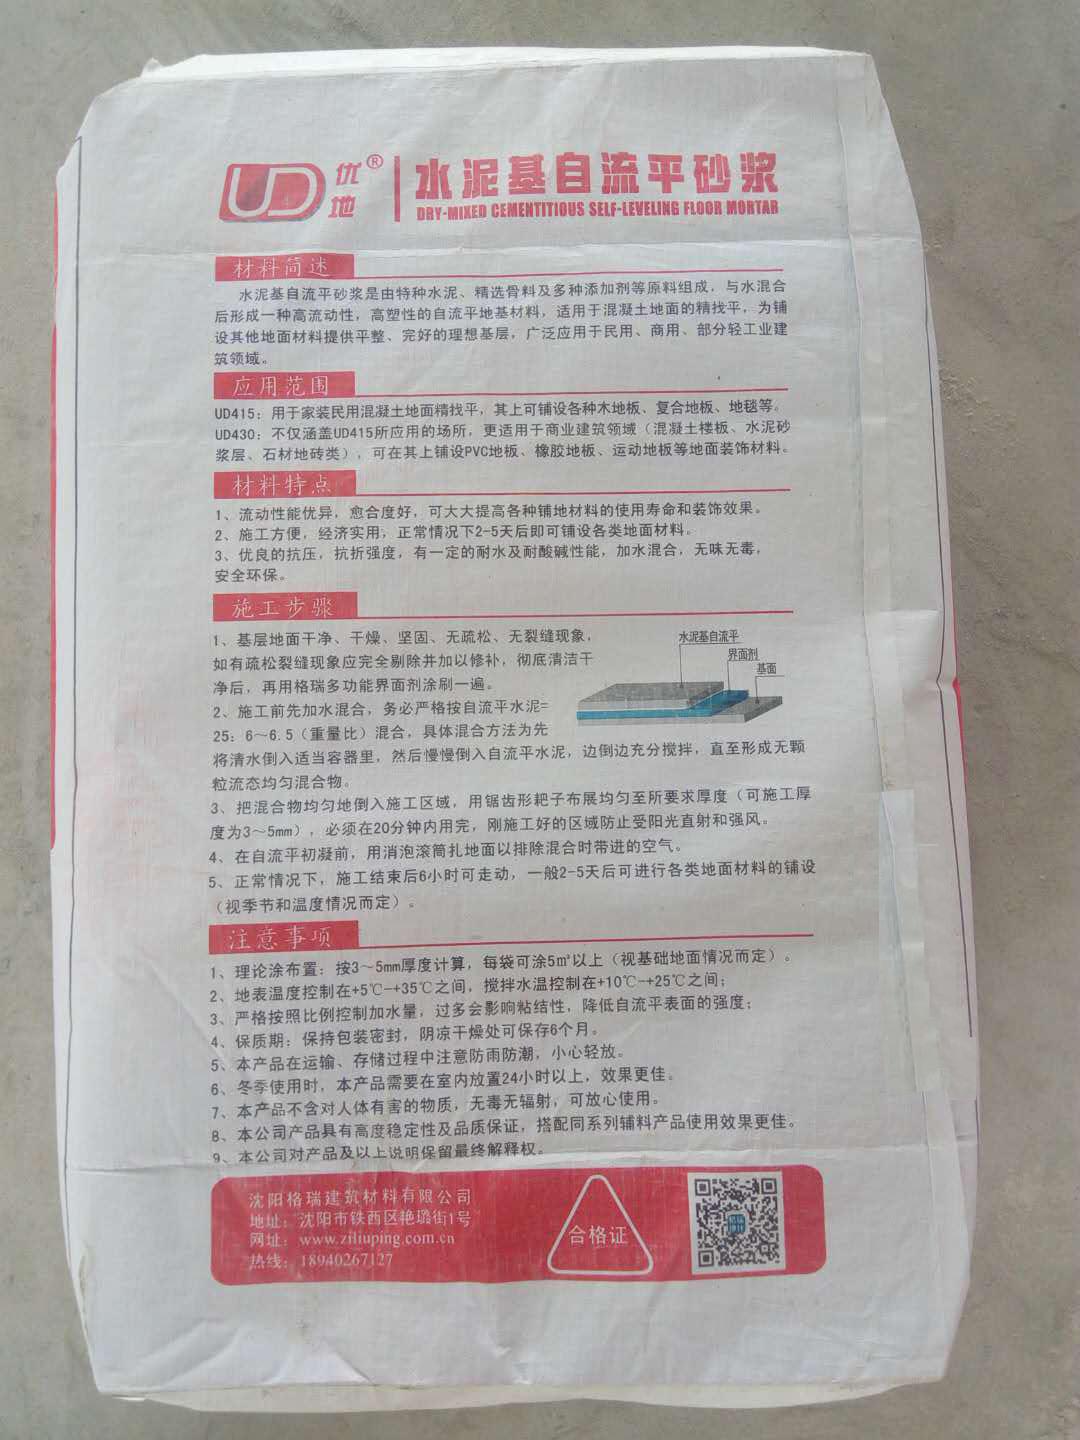 UD 优地® 水泥基自流平砂浆
DRY-MIXED CEMENTITIOUS SELF-LEVELING FLOOR MORTAR
材料简述
水泥基自流平砂浆是由特种水泥、精选骨料及多种添加剂等原料组成，与水混合
后形成一种高流动性，高塑性的自流平地基材料，适用于混凝土地面的精找平，为铺
设其他地面材料提供平整、完好的理想基层，广泛应用于民用、商用、部分轻工业建
筑领域。
应用范围
UD415：用于家装民用混凝土地面精找平，其上可铺设各种木地板、复合地板、地毯等。
UD430：不仅涵盖UD415所应用的场所，更适用于商业建筑领域（混凝土楼板、水泥砂
浆层、石材地砖类），可在其上铺设PVC地板、橡胶地板、运动地板等地面装饰材料。
材料特点
1、流动性能优异，愈合度好，可大大提高各种铺地材料的使用寿命和装饰效果。
2、施工方便，经济实用，正常情况下2-5天后即可铺设各类地面材料。
3、优良的抗压，抗折强度，有一定的耐水及耐酸碱性能，加水混合，无味无毒，
安全环保。
施工步骤
1、基层地面干净、干燥、坚固、无疏松、无裂缝现象，
如有疏松裂缝现象应完全剔除并加以修补，彻底清洁干
净后，再用格瑞多功能界面剂涂刷一遍。
2、施工前先加水混合，务必严格按自流平水泥=
25：6～6.5（重量比）混合，具体混合方法为先
将清水倒入适当容器里，然后慢慢倒入自流平水泥，边倒边充分搅拌，直至形成无颗
粒流态均匀混合物。
水泥基自流平
界面剂
基面
3、把混合物均匀地倒入施工区域，用锯齿形耙子布展均匀至所要求厚度（可施工厚
度为3～5mm），必须在20分钟内用完，刚施工好的区域防止受阳光直射和强风。
4、在自流平初凝前，用消泡滚筒扎地面以排除混合时带进的空气。
5、正常情况下，施工结束后6小时可走动，一般2-5天后可进行各类地面材料的铺设
（视季节和温度情况而定）。
注意事项
1、理论涂布置：按3～5mm厚度计算，每袋可涂5㎡以上（视基础地面情况而定）。
2、地表温度控制在+5℃-+35℃之间，搅拌水温控制在+10℃-+25℃之间；
3、严格按照比例控制加水量，过多会影响粘结性，降低自流平表面的强度；
4、保质期：保持包装密封，阴凉干燥处可保存6个月。
5、本产品在运输、存储过程中注意防雨防潮，小心轻放。
6、冬季使用时，本产品需要在室内放置24小时以上，效果更佳。
7、本产品不含对人体有害的物质，无毒无辐射，可放心使用。
8、本公司产品具有高度稳定性及品质保证，搭配同系列辅料产品使用效果更佳。
9、本公司对产品及以上说明保留最终解释权。
沈阳格瑞建筑材料有限公司
地址：沈阳市铁西区艳璐街1号
网址：www.ziliuping.com.cn
热线：18940267127
合格证